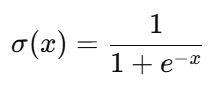 σ(x) = 1 / (1 + e^{-x})